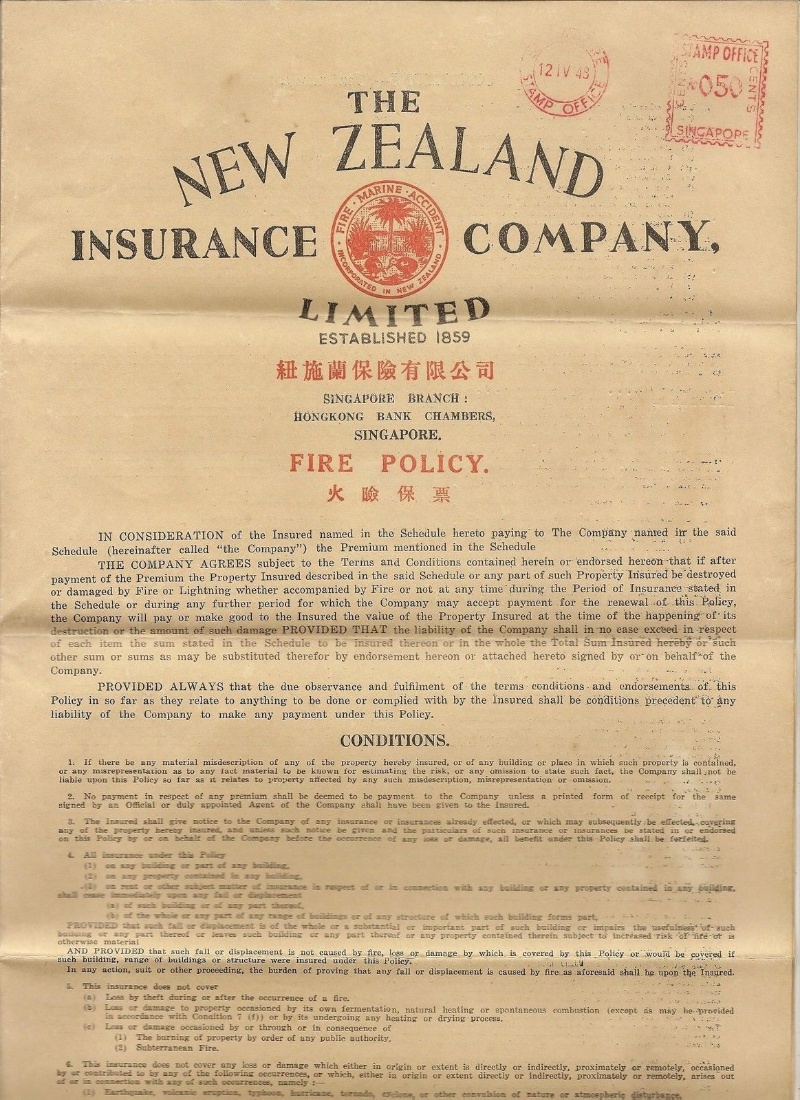 12 IV 48
STAMP OFFICE
STAMP OFFICE
CENTS
050
CENTS
SINGAPORE
THE
NEW ZEALAND
INSURANCE
FIRE · MARINE · ACCIDENT
INCORPORATED IN NEW ZEALAND
COMPANY,
LIMITED
ESTABLISHED 1859
紐施蘭保險有限公司
SINGAPORE BRANCH :
HONGKONG BANK CHAMBERS,
SINGAPORE.
FIRE POLICY.
火險保票
IN CONSIDERATION of the Insured named in the Schedule hereto paying to The Company named in the said
Schedule (hereinafter called "the Company") the Premium mentioned in the Schedule
THE COMPANY AGREES subject to the Terms and Conditions contained herein or endorsed hereon that if after
payment of the Premium the Property Insured described in the said Schedule or any part of such Property Insured be destroyed
or damaged by Fire or Lightning whether accompanied by Fire or not at any time during the Period of Insurance stated in
the Schedule or during any further period for which the Company may accept payment for the renewal of this Policy,
the Company will pay or make good to the Insured the value of the Property Insured at the time of the happening of its
destruction or the amount of such damage PROVIDED THAT the liability of the Company shall in no case exceed in respect
of each item the sum stated in the Schedule to be insured thereon or in the whole the Total Sum Insured hereby or such
other sum or sums as may be substituted therefor by endorsement hereon or attached hereto signed by or on behalf of the
Company.
PROVIDED ALWAYS that the due observance and fulfilment of the terms conditions and endorsements of this
Policy in so far as they relate to anything to be done or complied with by the Insured shall be conditions precedent to any
liability of the Company to make any payment under this Policy.
CONDITIONS.
1. If there be any material misdescription of any of the property hereby insured, or of any building or place in which such property is contained,
or any misrepresentation as to any fact material to be known for estimating the risk, or any omission to state such fact, the Company shall not be
liable upon this Policy so far as it relates to property affected by any such misdescription, misrepresentation or omission.
2. No payment in respect of any premium shall be deemed to be payment to the Company unless a printed form of receipt for the same
signed by an Official or duly appointed Agent of the Company shall have been given to the Insured.
3. The Insured shall give notice to the Company of any insurance or insurances already effected, or which may subsequently be effected, covering
any of the property hereby insured, and unless such notice be given and the particulars of such insurance or insurances be stated in or endorsed
on this Policy by or on behalf of the Company before the occurrence of any loss or damage, all benefit under this Policy shall be forfeited.
4. All insurance under this Policy
(1) on any building or part of any building,
(2) on any property contained in any building,
(3) on rent or other subject matter of insurance in respect of or in connection with any building or any property contained in any building,
shall cease immediately upon any fall or displacement
(a) of such building or of any part thereof,
(b) of the whole or any part of any range of buildings or of any structure of which such building forms part,
PROVIDED that such fall or displacement is of the whole or a substantial or important part of such building or impairs the usefulness of such
building or any part thereof or leaves such building or any part thereof or any property contained therein subject to increased risk of fire or is
otherwise material
AND PROVIDED that such fall or displacement is not caused by fire, loss or damage by which is covered by this Policy or would be covered if
such building, range of buildings or structure were insured under this Policy.
In any action, suit or other proceeding, the burden of proving that any fall or displacement is caused by fire as aforesaid shall be upon the Insured.
5. This insurance does not cover
(a) Loss by theft during or after the occurrence of a fire.
(b) Loss or damage to property occasioned by its own fermentation, natural heating or spontaneous combustion (except as may be provided
in accordance with Condition 7 (f)) or by its undergoing any heating or drying process.
(c) Loss or damage occasioned by or through or in consequence of
(1) The burning of property by order of any public authority,
(2) Subterranean Fire.
6. This insurance does not cover any loss or damage which either in origin or extent is directly or indirectly, proximately or remotely, occasioned
by or contributed to by any of the following occurrences, or which, either in origin or extent directly or indirectly, proximately or remotely, arises out
of or in connection with any of such occurrences, namely :—
(1) Earthquake, volcanic eruption, typhoon, hurricane, tornado, cyclone, or other convulsion of nature or atmospheric disturbance,